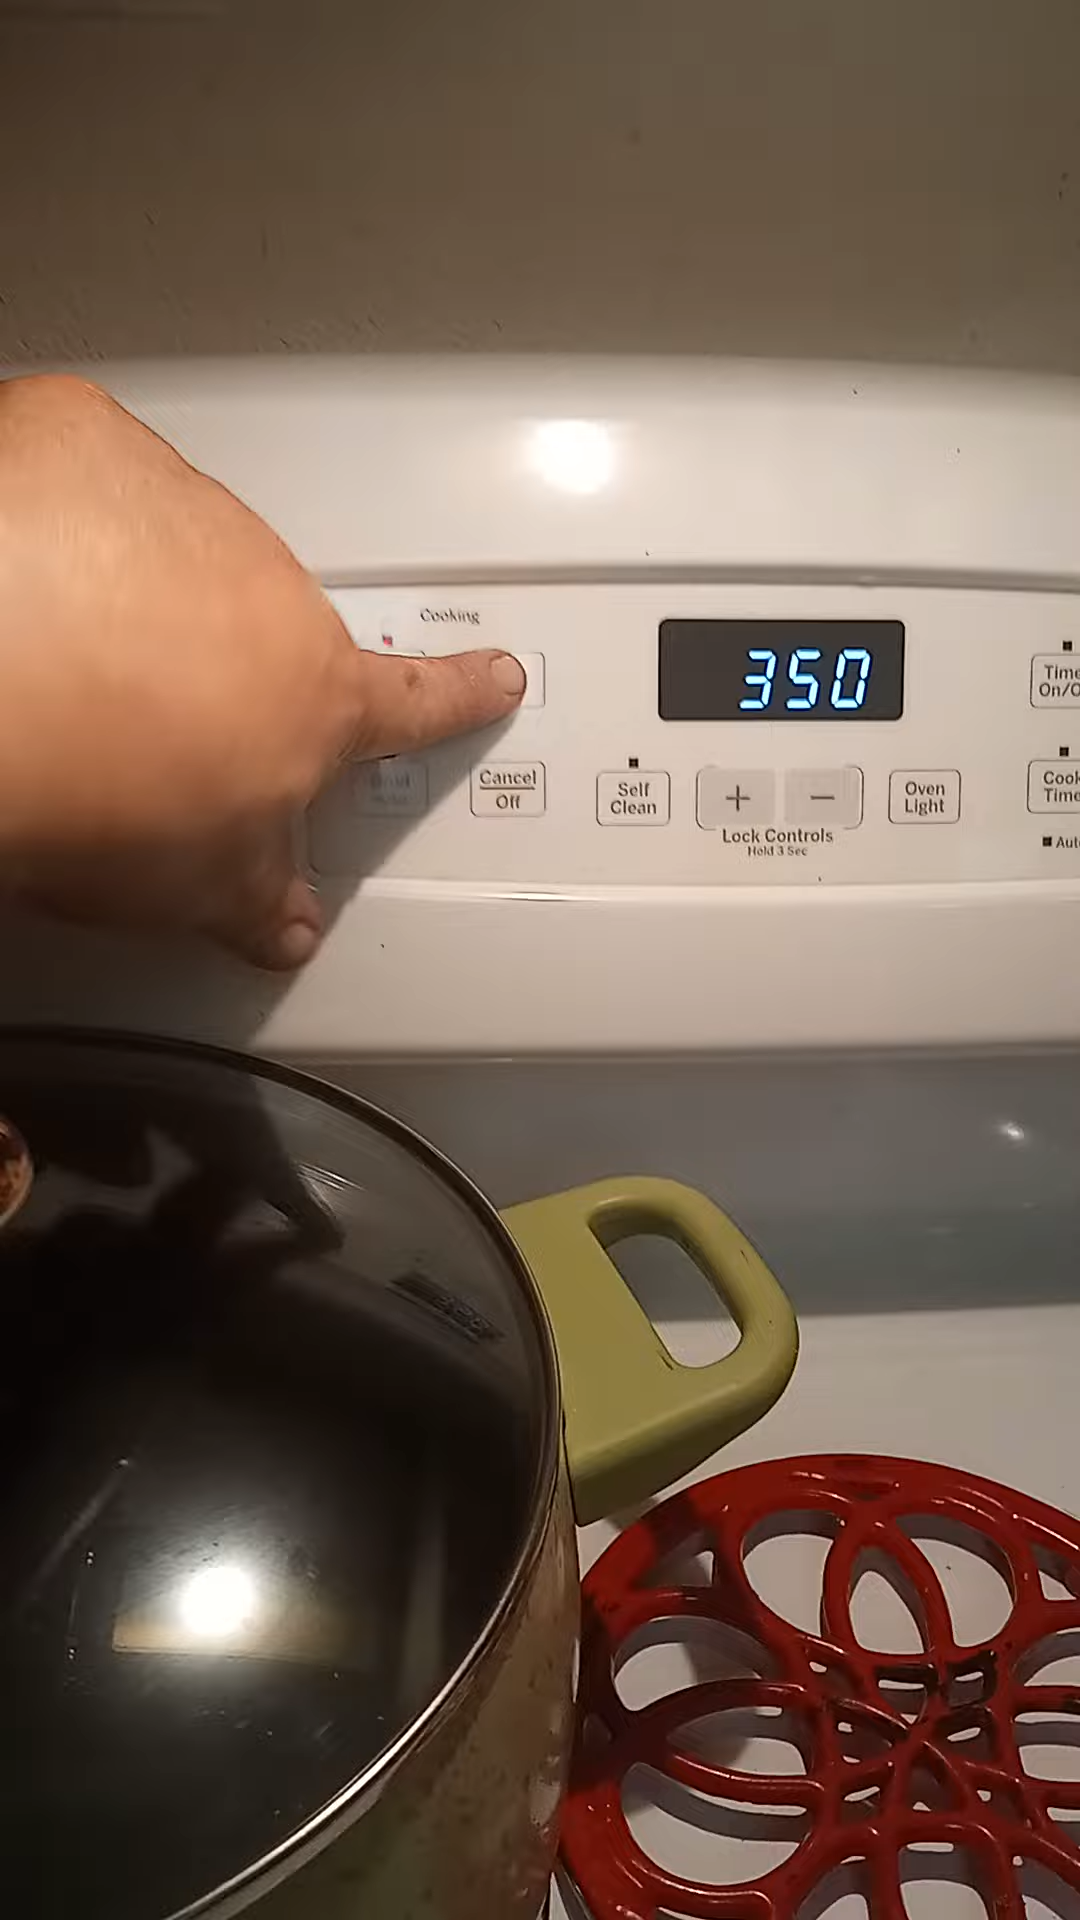 Cooking
350
Time
On/O
Cancel
Off
Self
Clean
+ −
Oven
Light
Cook
Time
Lock Controls
Hold 3 Sec
Aut